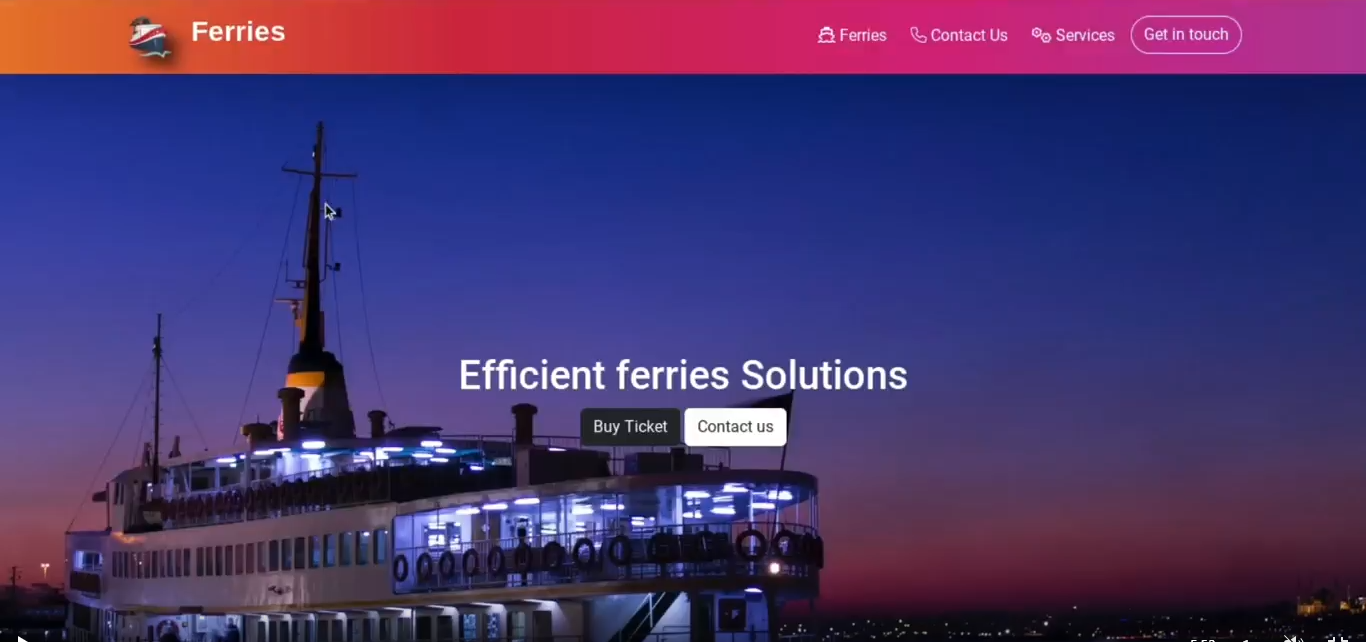 Ferries
Ferries Contact Us Services Get in touch
Efficient ferries Solutions
Buy Ticket Contact us